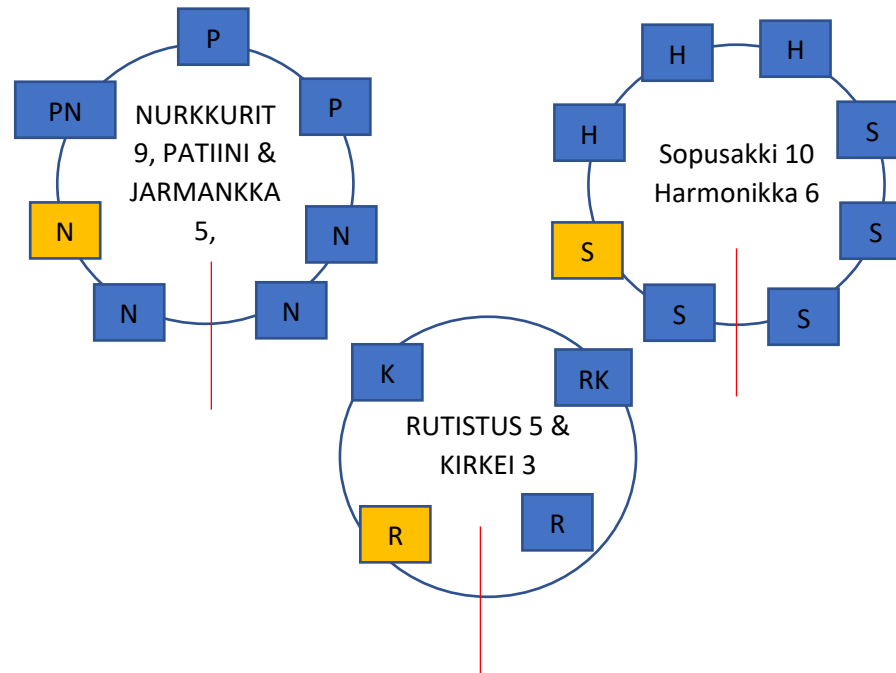 P
PN
P
NURKKURIT
9, PATIINI &
JARMANKKA
5,
N
N
N
N
H
H
H
S
Sopusakki 10
Harmonikka 6
S
S
S
S
K
RK
RUTISTUS 5 &
KIRKEI 3
R
R